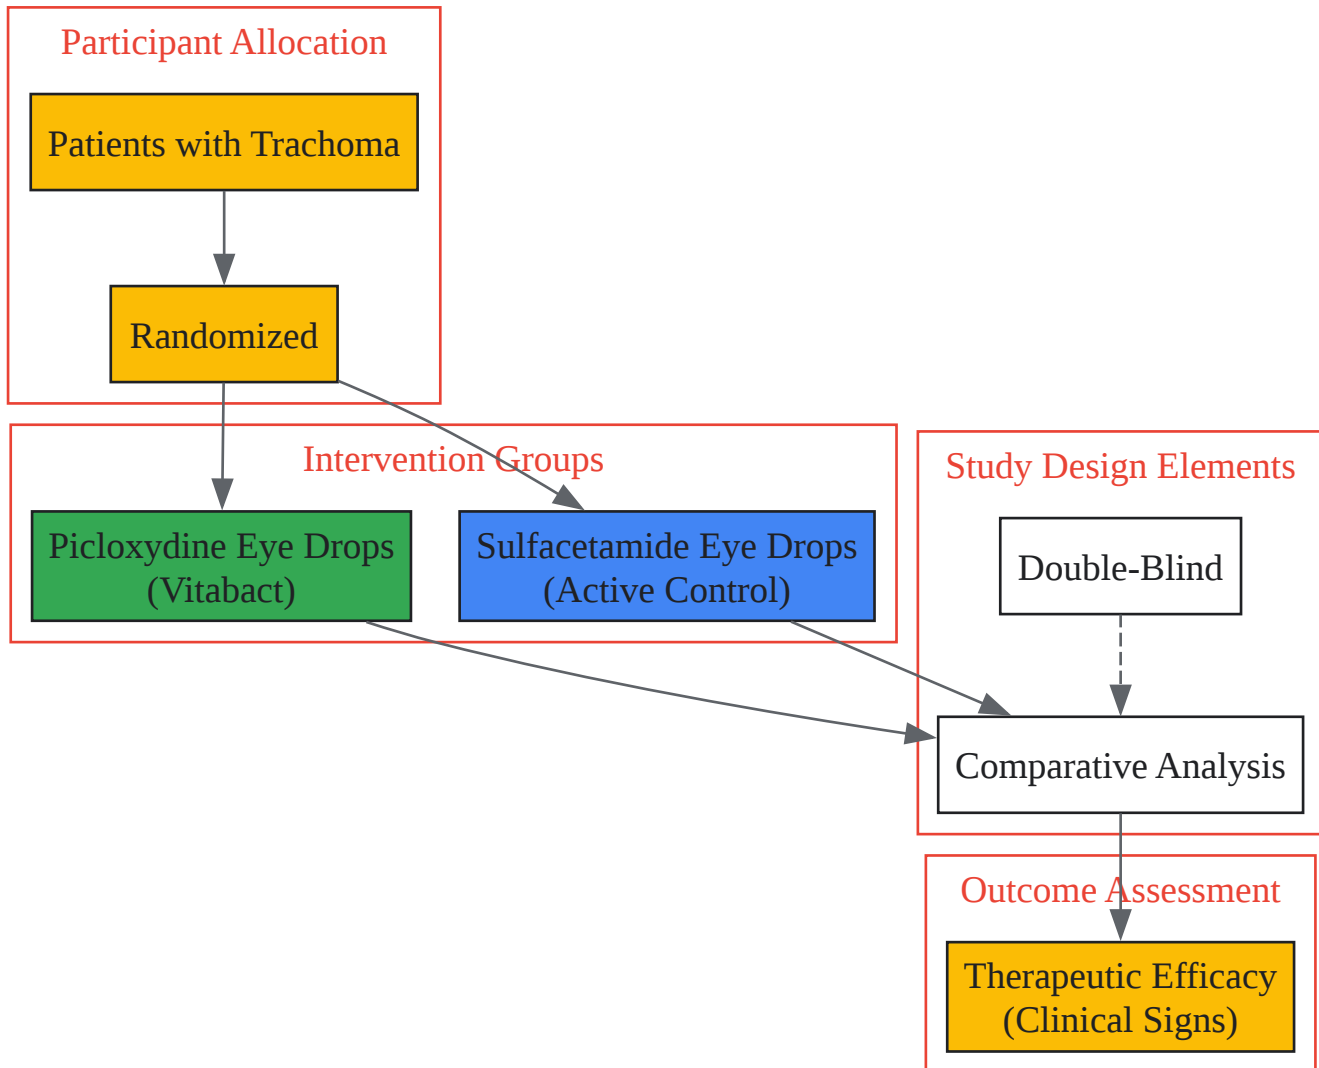 Participant Allocation
Patients with Trachoma
Randomized
Intervention Groups
Picloxydine Eye Drops
(Vitabact)
Sulfacetamide Eye Drops
(Active Control)
Study Design Elements
Double-Blind
Comparative Analysis
Outcome Assessment
Therapeutic Efficacy
(Clinical Signs)